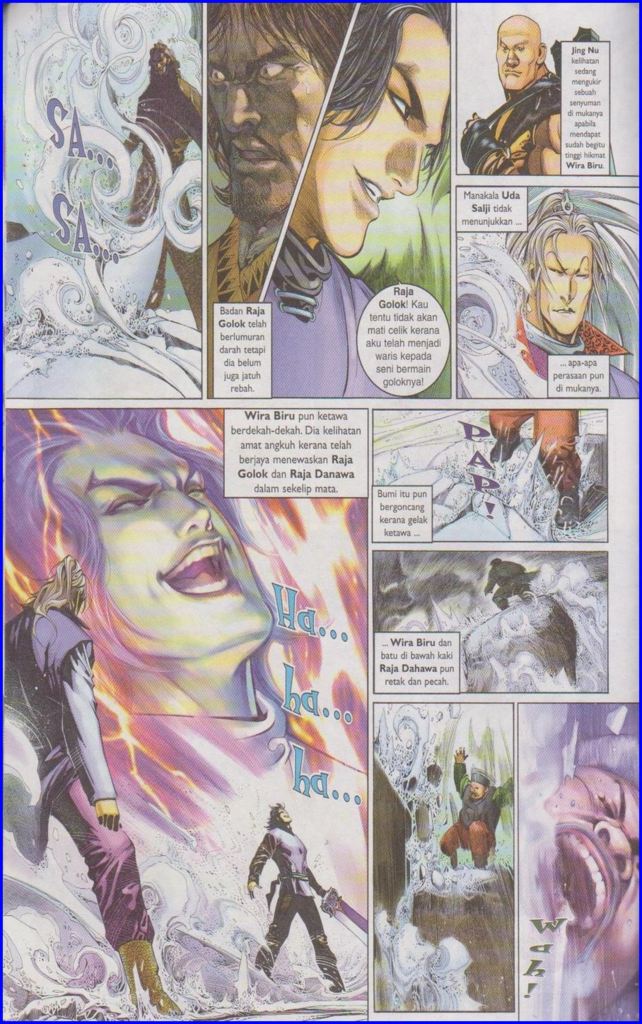 SA...
SA...
Badan Raja
Golok telah
berlumuran
darah tetapi
dia belum
juga jatuh
rebah.
Raja
Golok! Kau
tentu tidak akan
mati celik kerana
aku telah menjadi
waris kepada
seni bermain
goloknya!
Jing Nu
kelihatan
sedang
mengukir
sebuah
senyuman
di mukanya
apabila
mendapat
sudah begitu
tinggi hikmat
Wira Biru.
Manakala Uda
Salji tidak
menunjukkan ...
... apa-apa
perasaan pun
di mukanya.
Wira Biru pun ketawa
berdekah-dekah. Dia kelihatan
amat angkuh kerana telah
berjaya menewaskan Raja
Golok dan Raja Danawa
dalam sekelip mata.
Ha...
ha...
ha...
PAP!
Bumi itu pun
bergoncang
kerana gelak
ketawa ...
... Wira Biru dan
batu di bawah kaki
Raja Dahawa pun
retak dan pecah.
Wah!